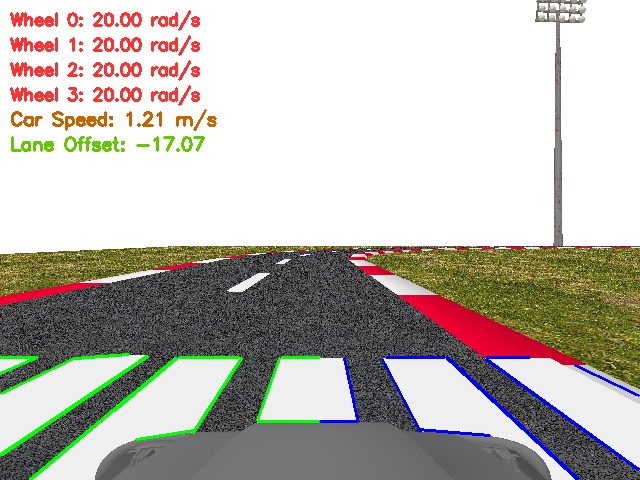 Wheel 0: 20.00 rad/s
Wheel 1: 20.00 rad/s
Wheel 2: 20.00 rad/s
Wheel 3: 20.00 rad/s
Car Speed: 1.21 m/s
Lane Offset: -17.07